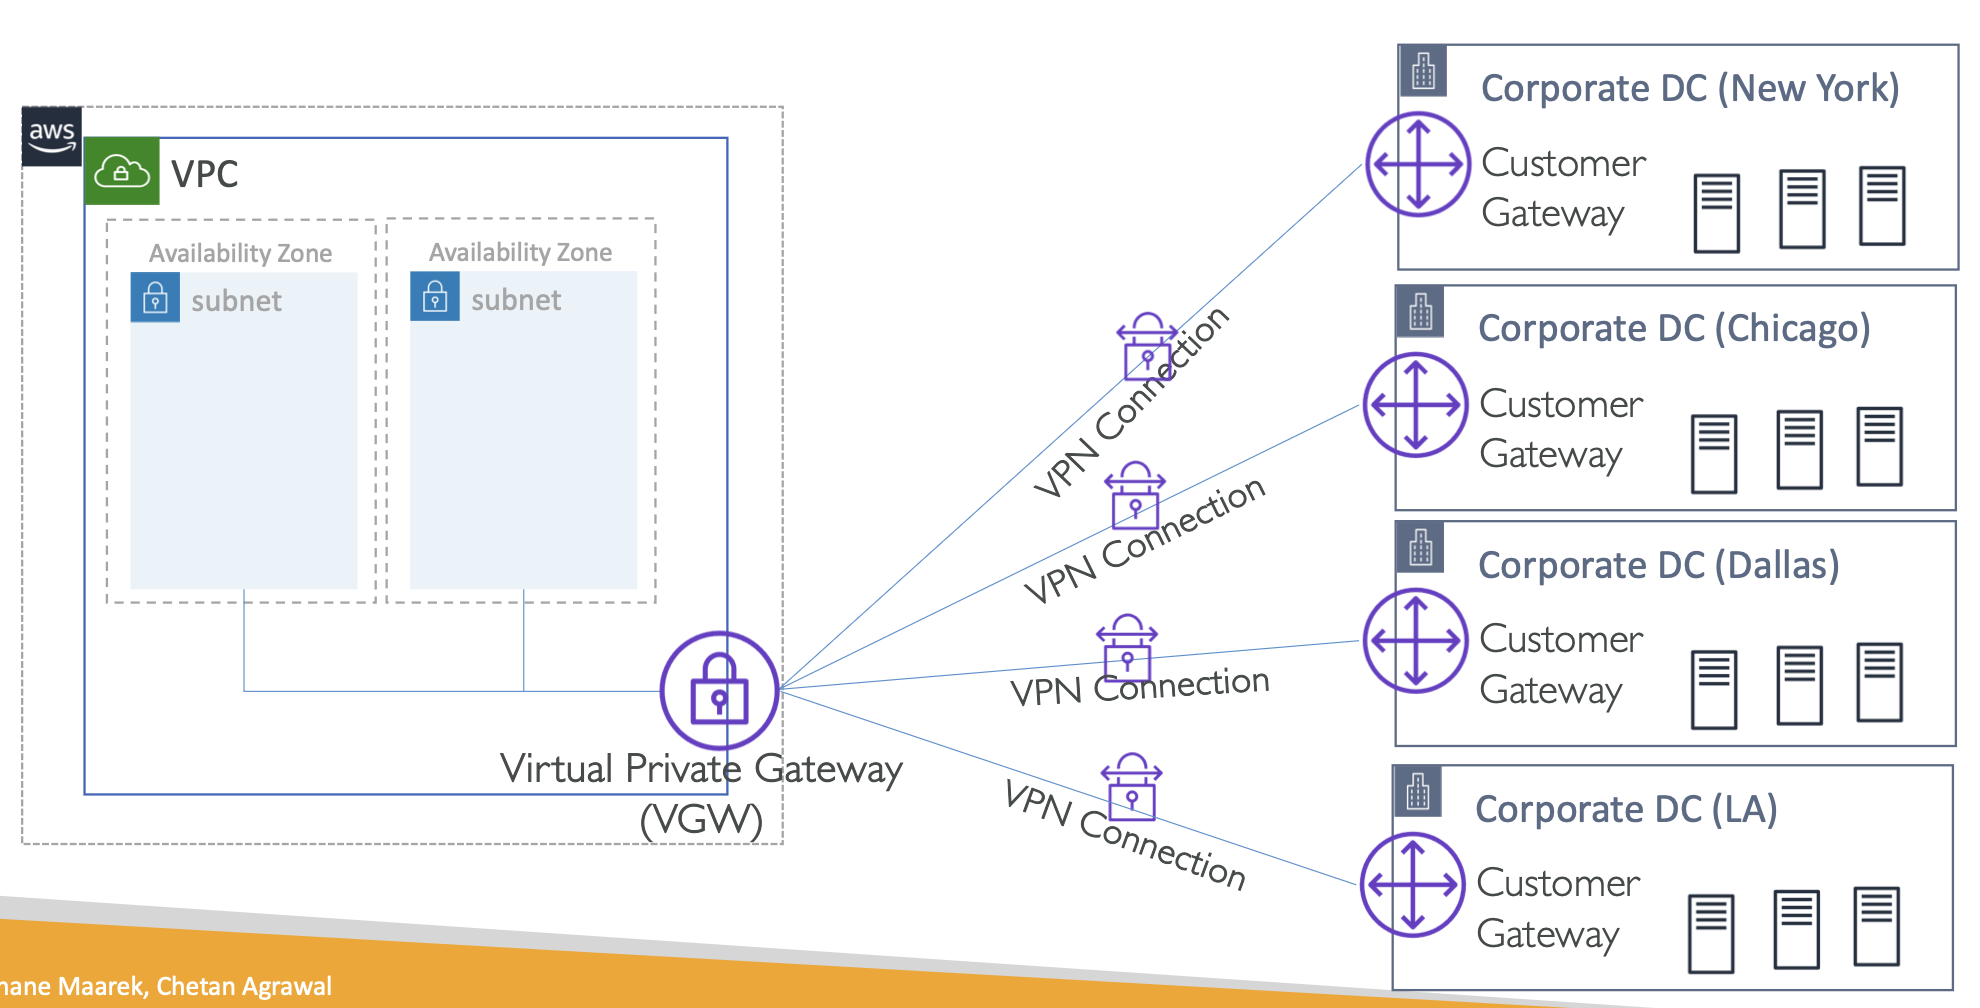 aws
VPC
Availability Zone
subnet
Availability Zone
subnet
Virtual Private Gateway
(VGW)
VPN Connection
VPN Connection
VPN Connection
VPN Connection
Corporate DC (New York)
Customer
Gateway
Corporate DC (Chicago)
Customer
Gateway
Corporate DC (Dallas)
Customer
Gateway
Corporate DC (LA)
Customer
Gateway
Maarek, Chetan Agrawal